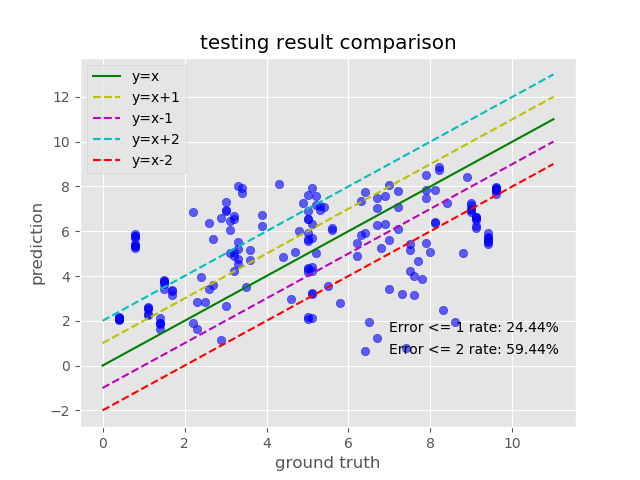 testing result comparison
y=x
y=x+1
y=x-1
y=x+2
y=x-2
12
10
8
6
4
2
0
−2
prediction
Error <= 1 rate: 24.44%
Error <= 2 rate: 59.44%
0 2 4 6 8 10
ground truth